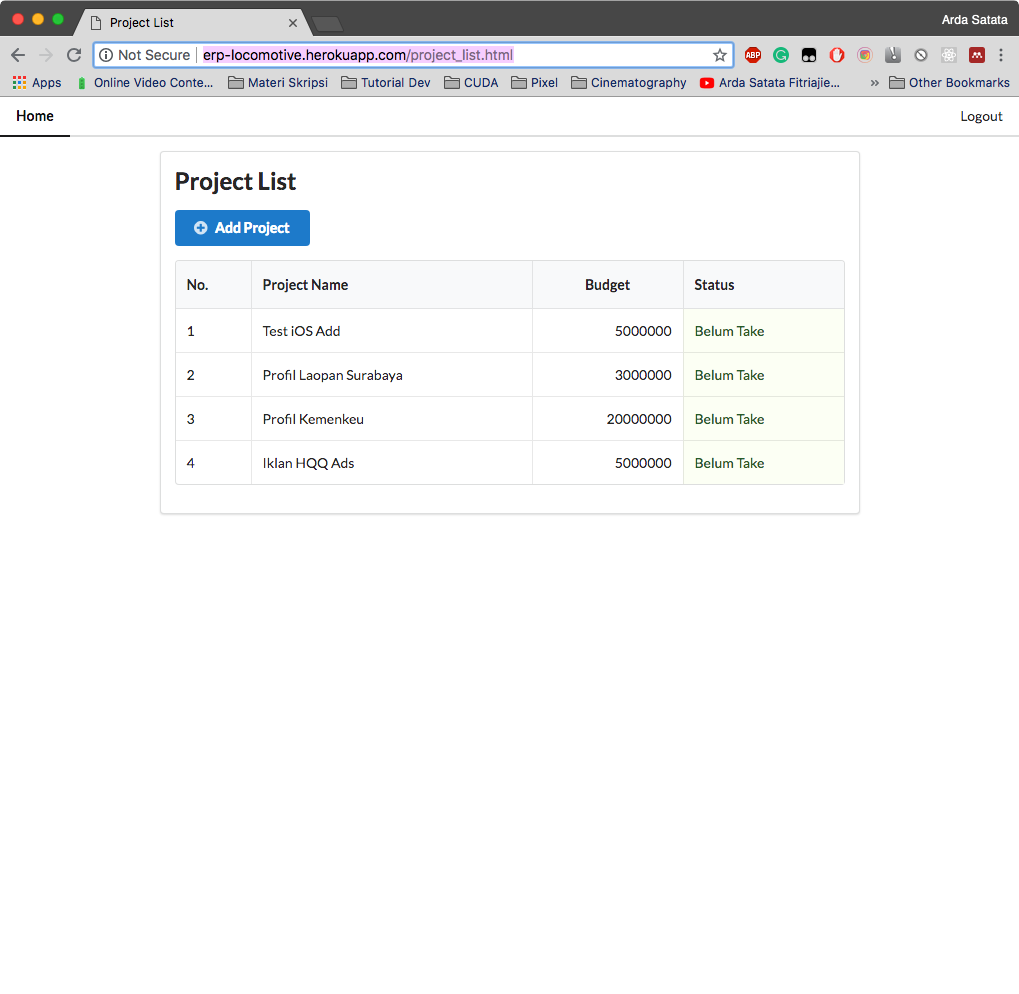 Project List
Arda Satata
Not Secure erp-locomotive.herokuapp.com/project_list.html
ABP
Apps Online Video Conte... Materi Skripsi Tutorial Dev CUDA Pixel Cinematography Arda Satata Fitriajie... » Other Bookmarks
Home Logout
Project List
Add Project
No. Project Name Budget Status
1 Test iOS Add 5000000 Belum Take
2 Profil Laopan Surabaya 3000000 Belum Take
3 Profil Kemenkeu 20000000 Belum Take
4 Iklan HQQ Ads 5000000 Belum Take